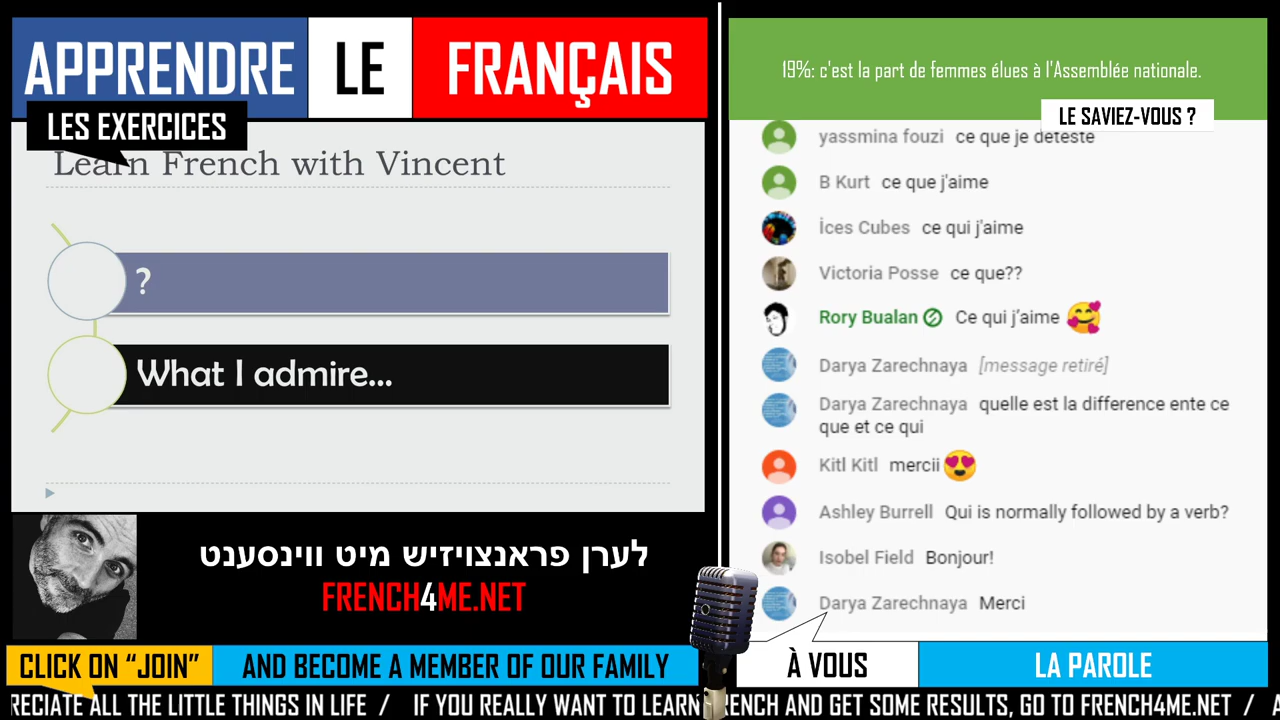 APPRENDRE LE FRANÇAIS
LES EXERCICES
Learn French with Vincent
?
What I admire...
לערן פראנצויזיש מיט ווינסענט
FRENCH4ME.NET
CLICK ON “JOIN” AND BECOME A MEMBER OF OUR FAMILY
19%: c'est la part de femmes élues à l'Assemblée nationale.
LE SAVIEZ-VOUS ?
yassmina fouzi ce que je deteste
B Kurt ce que j'aime
İces Cubes ce qui j'aime
Victoria Posse ce que??
Rory Bualan Ce qui j’aime
Darya Zarechnaya [message retiré]
Darya Zarechnaya quelle est la difference ente ce
que et ce qui
Kitl Kitl mercii
Ashley Burrell Qui is normally followed by a verb?
Isobel Field Bonjour!
Darya Zarechnaya Merci
À VOUS LA PAROLE
RECIATE ALL THE LITTLE THINGS IN LIFE / IF YOU REALLY WANT TO LEARN RENCH AND GET SOME RESULTS, GO TO FRENCH4ME.NET /